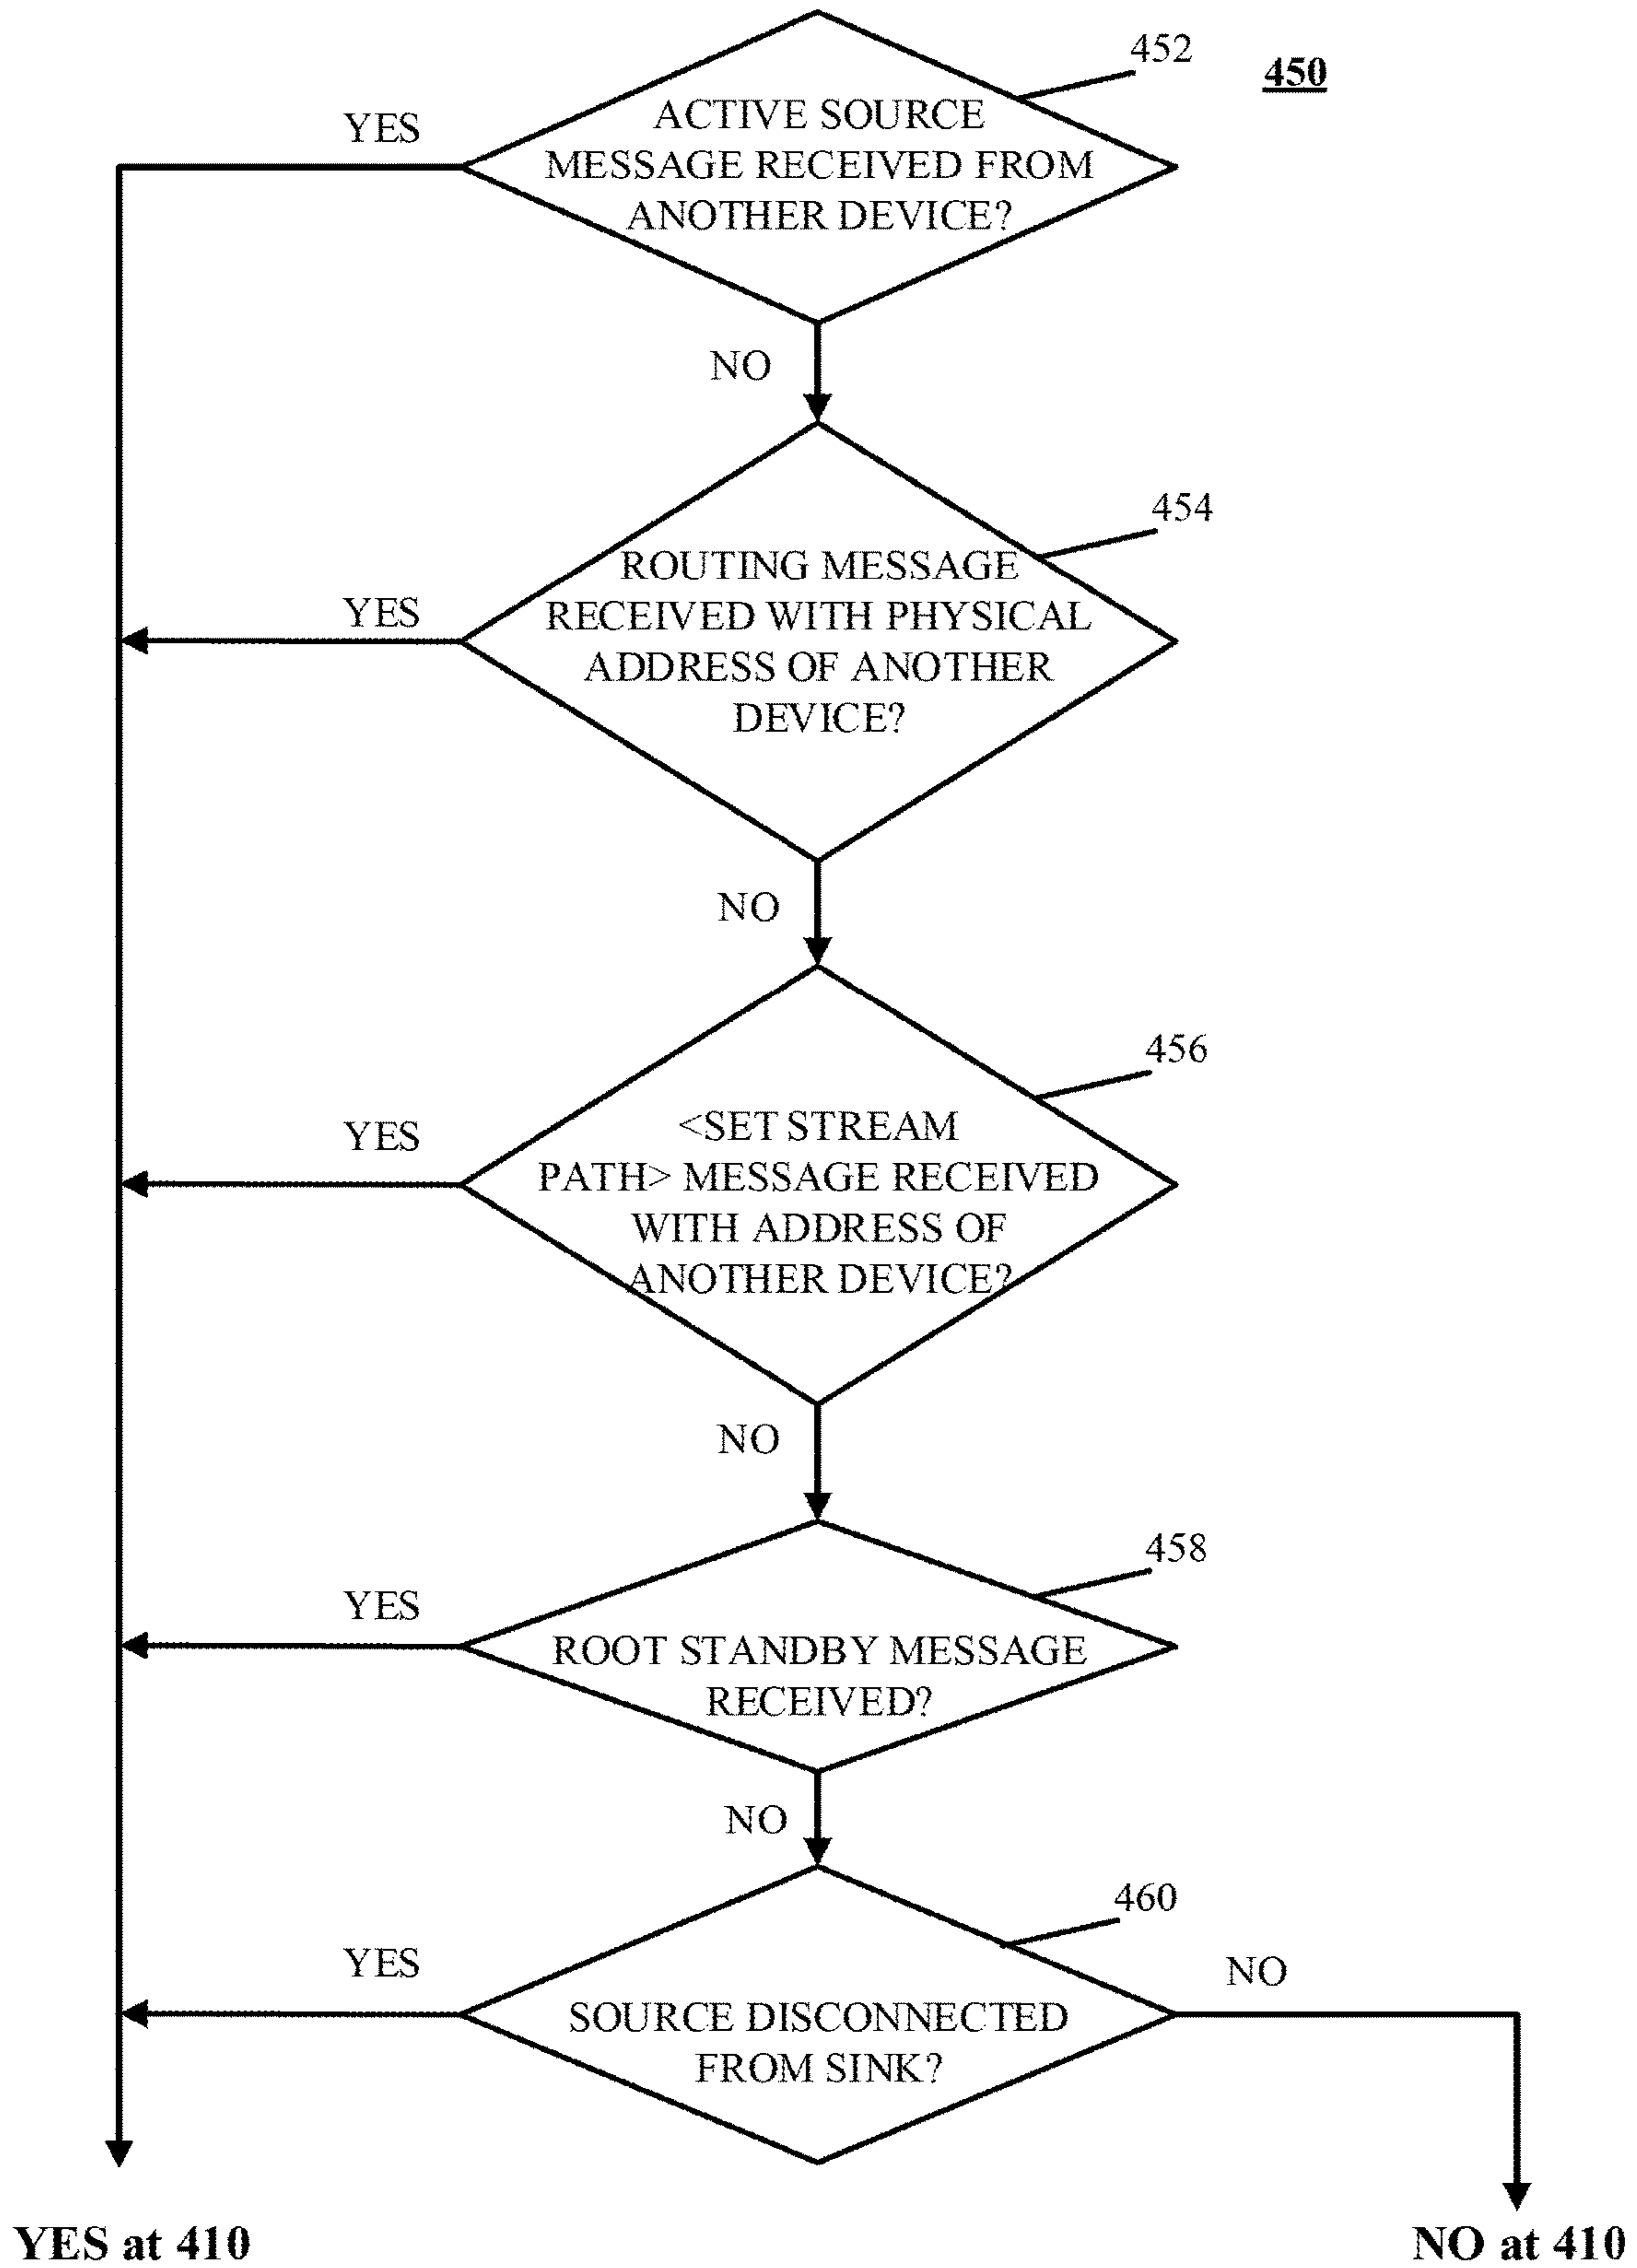 452
450
YES
ACTIVE SOURCE
MESSAGE RECEIVED FROM
ANOTHER DEVICE?
NO
454
ROUTING MESSAGE
YES
RECEIVED WITH PHYSICAL
ADDRESS OF ANOTHER
DEVICE?
NO
456
<SET STREAM
YES
PATH> MESSAGE RECEIVED
WITH ADDRESS OF
ANOTHER DEVICE?
NO
458
YES
ROOT STANDBY MESSAGE
RECEIVED?
NO
460
YES
NO
SOURCE DISCONNECTED
FROM SINK?
YES at 410
NO at 410